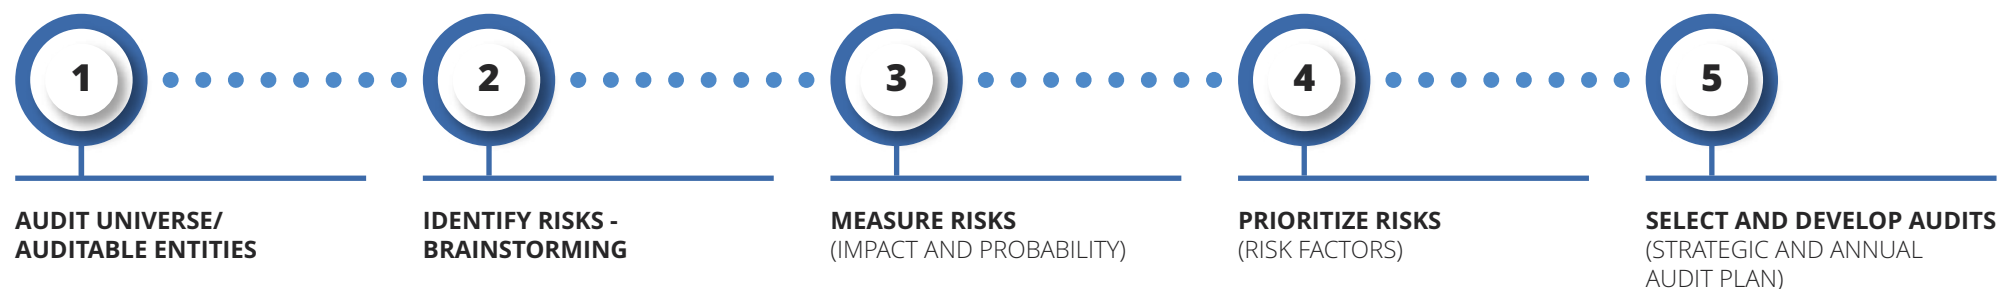 1
2
3
4
5
AUDIT UNIVERSE/
AUDITABLE ENTITIES
IDENTIFY RISKS -
BRAINSTORMING
MEASURE RISKS
(IMPACT AND PROBABILITY)
PRIORITIZE RISKS
(RISK FACTORS)
SELECT AND DEVELOP AUDITS
(STRATEGIC AND ANNUAL
AUDIT PLAN)